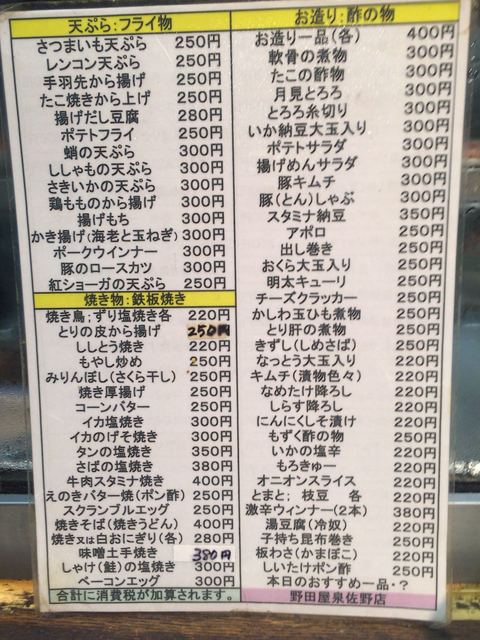 天ぷら:フライ物
さつまいも天ぷら 250円
レンコン天ぷら 250円
手羽先から揚げ 250円
たこ焼きから上げ 250円
揚げだし豆腐 280円
ポテトフライ 250円
蛸の天ぷら 300円
ししゃもの天ぷら 300円
さきいかの天ぷら 300円
鶏もものから揚げ 300円
揚げもち 300円
かき揚げ(海老と玉ねぎ) 300円
ポークウインナー 300円
豚のロースカツ 300円
紅ショーガの天ぷら 250円
焼き物:鉄板焼き
焼き鳥;ずり塩焼き各 220円
とりの皮から揚げ 250円
ししとう焼き 220円
もやし炒め 250円
みりんぼし(さくら干し) 250円
焼き厚揚げ 250円
コーンバター 250円
イカ塩焼き 300円
イカのげそ焼き 300円
タンの塩焼き 350円
さばの塩焼き 380円
牛肉スタミナ焼き 400円
えのきバター焼(ポン酢) 250円
スクランブルエッグ 250円
焼きそば(焼きうどん) 400円
焼き又は白おにぎり(各) 280円
味噌土手焼き 380円
しゃけ(鮭)の塩焼き 300円
ベーコンエッグ 300円
合計に消費税が加算されます。
お造り:酢の物
お造り一品(各) 400円
軟骨の煮物 300円
たこの酢物 300円
月見とろろ 300円
とろろ糸切り 300円
いか納豆大玉入り 300円
ポテトサラダ 300円
揚げめんサラダ 300円
豚キムチ 300円
豚(とん)しゃぶ 300円
スタミナ納豆 350円
アポロ 250円
出し巻き 250円
おくら大玉入り 250円
明太キューリ 250円
チーズクラッカー 250円
かしわ玉ひも煮物 250円
とり肝の煮物 250円
きずし(しめさば) 250円
なっとう大玉入り 220円
キムチ(漬物色々) 220円
なめたけ降ろし 220円
しらす降ろし 220円
にんにくしそ漬け 220円
もずく酢の物 250円
いかの塩辛 220円
もろきゅー 220円
オニオンスライス 220円
とまと; 枝豆 各 220円
激辛ウィンナー(2本) 380円
湯豆腐(冷奴) 220円
子持ち昆布巻き 250円
板わさ(かまぼこ) 220円
しいたけポン酢 250円
本日のおすすめ一品・?
野田屋泉佐野店